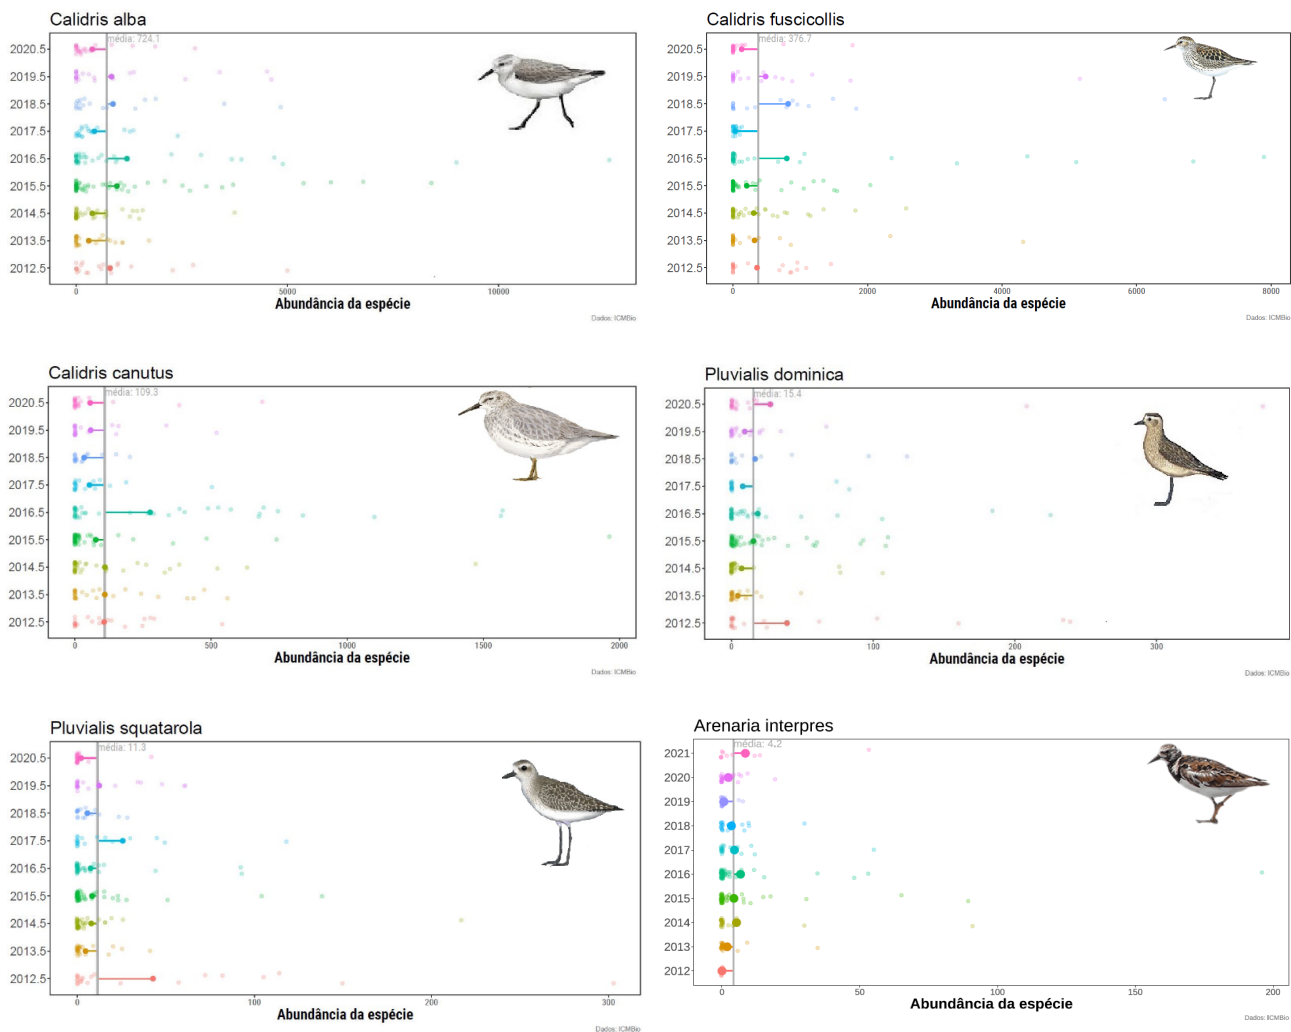 Calidris alba
média: 724.1
2020.5
2019.5
2018.5
2017.5
2016.5
2015.5
2014.5
2013.5
2012.5
0 5000 10000
Abundância da espécie
Dados: ICMBio
Calidris fuscicollis
média: 376.7
2020.5
2019.5
2018.5
2017.5
2016.5
2015.5
2014.5
2013.5
2012.5
0 2000 4000 6000 8000
Abundância da espécie
Dados: ICMBio
Calidris canutus
média: 109.3
2020.5
2019.5
2018.5
2017.5
2016.5
2015.5
2014.5
2013.5
2012.5
0 500 1000 1500 2000
Abundância da espécie
Dados: ICMBio
Pluvialis dominica
média: 15.4
2020.5
2019.5
2018.5
2017.5
2016.5
2015.5
2014.5
2013.5
2012.5
0 100 200 300
Abundância da espécie
Dados: ICMBio
Pluvialis squatarola
média: 11.3
2020.5
2019.5
2018.5
2017.5
2016.5
2015.5
2014.5
2013.5
2012.5
0 100 200 300
Abundância da espécie
Dados: ICMBio
Arenaria interpres
média: 4.2
2021
2020
2019
2018
2017
2016
2015
2014
2013
2012
0 50 100 150 200
Abundância da espécie
Dados: ICMBio